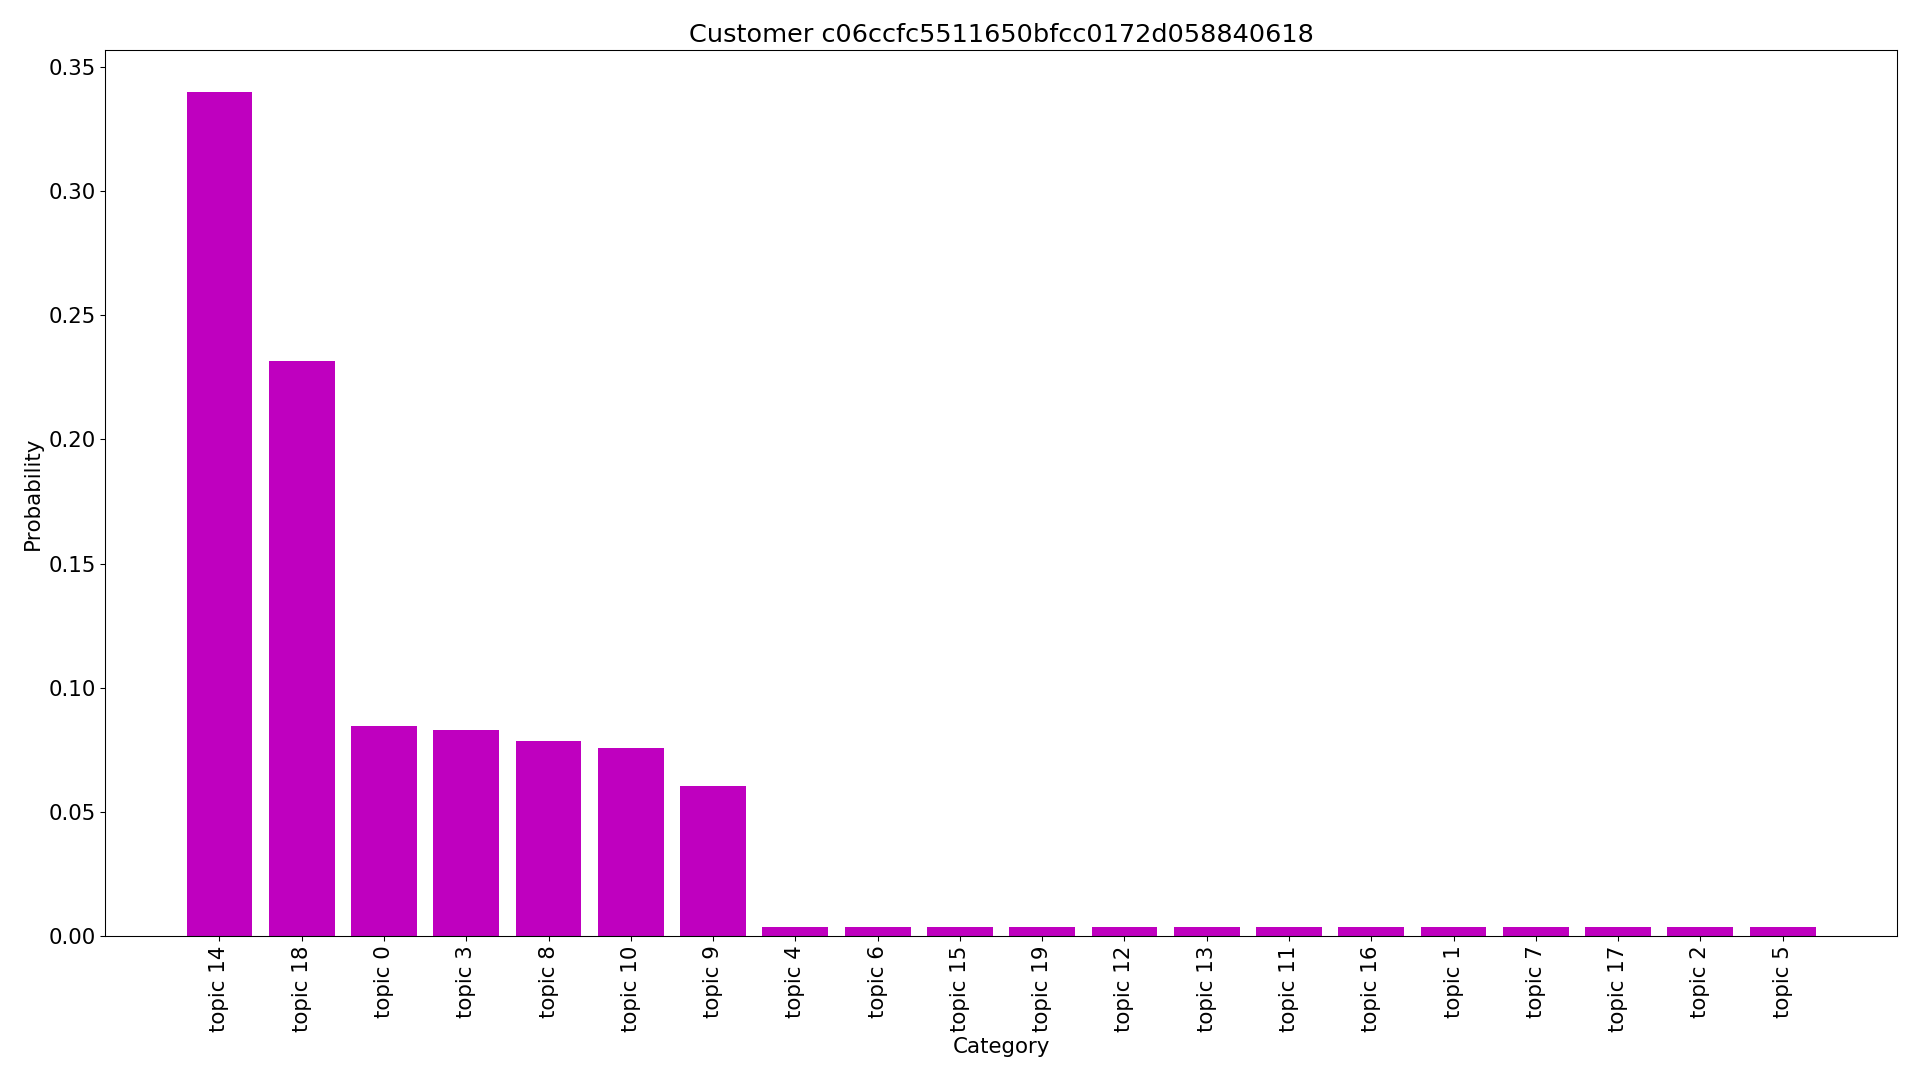 Customer c06ccfc5511650bfcc0172d058840618
0.35
0.30
0.25
0.20
0.15
0.10
0.05
0.00
Probability
topic 14
topic 18
topic 0
topic 3
topic 8
topic 10
topic 9
topic 4
topic 6
topic 15
topic 19
topic 12
topic 13
topic 11
topic 16
topic 1
topic 7
topic 17
topic 2
topic 5
Category